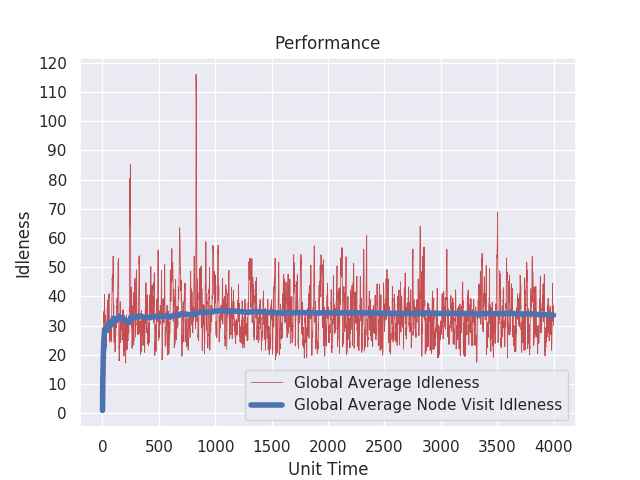 Performance
120
110
100
90
80
70
60
50
40
30
20
10
0
Idleness
Global Average Idleness
Global Average Node Visit Idleness
0 500 1000 1500 2000 2500 3000 3500 4000
Unit Time